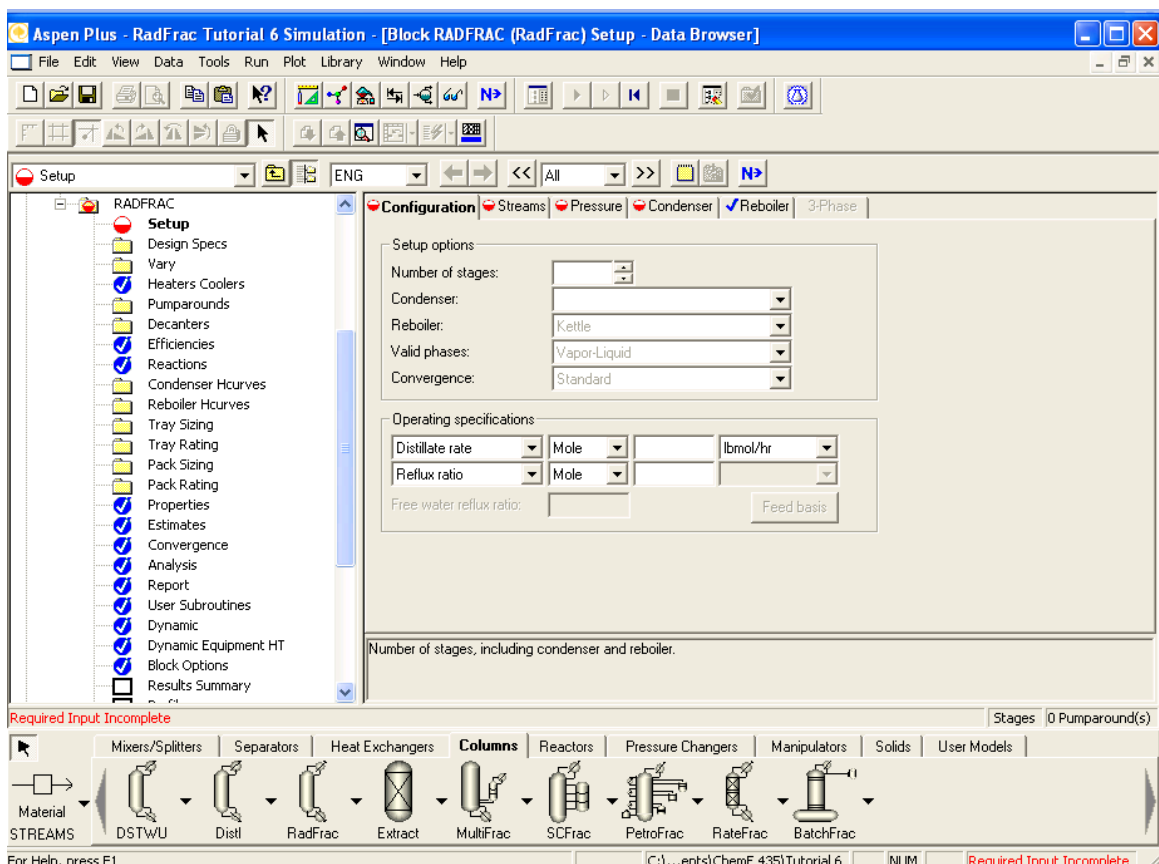 Aspen Plus - RadFrac Tutorial 6 Simulation - [Block RADFRAC (RadFrac) Setup - Data Browser]
File Edit View Data Tools Run Plot Library Window Help
N>
Setup ENG << All >> N>
RADFRAC
Setup
Design Specs
Vary
Heaters Coolers
Pumparounds
Decanters
Efficiencies
Reactions
Condenser Hcurves
Reboiler Hcurves
Tray Sizing
Tray Rating
Pack Sizing
Pack Rating
Properties
Estimates
Convergence
Analysis
Report
User Subroutines
Dynamic
Dynamic Equipment HT
Block Options
Results Summary
Configuration Streams Pressure Condenser Reboiler 3-Phase
Setup options
Number of stages:
Condenser:
Reboiler: Kettle
Valid phases: Vapor-Liquid
Convergence: Standard
Operating specifications
Distillate rate Mole lbmol/hr
Reflux ratio Mole
Free water reflux ratio: Feed basis
Number of stages, including condenser and reboiler.
Required Input Incomplete Stages 0 Pumparound(s)
Mixers/Splitters Separators Heat Exchangers Columns Reactors Pressure Changers Manipulators Solids User Models
Material
STREAMS DSTWU Distl RadFrac Extract MultiFrac SCFrac PetroFrac RateFrac BatchFrac
For Help, press F1 C:\...ents\ChemE 435\Tutorial 6 NUM Required Input Incomplete